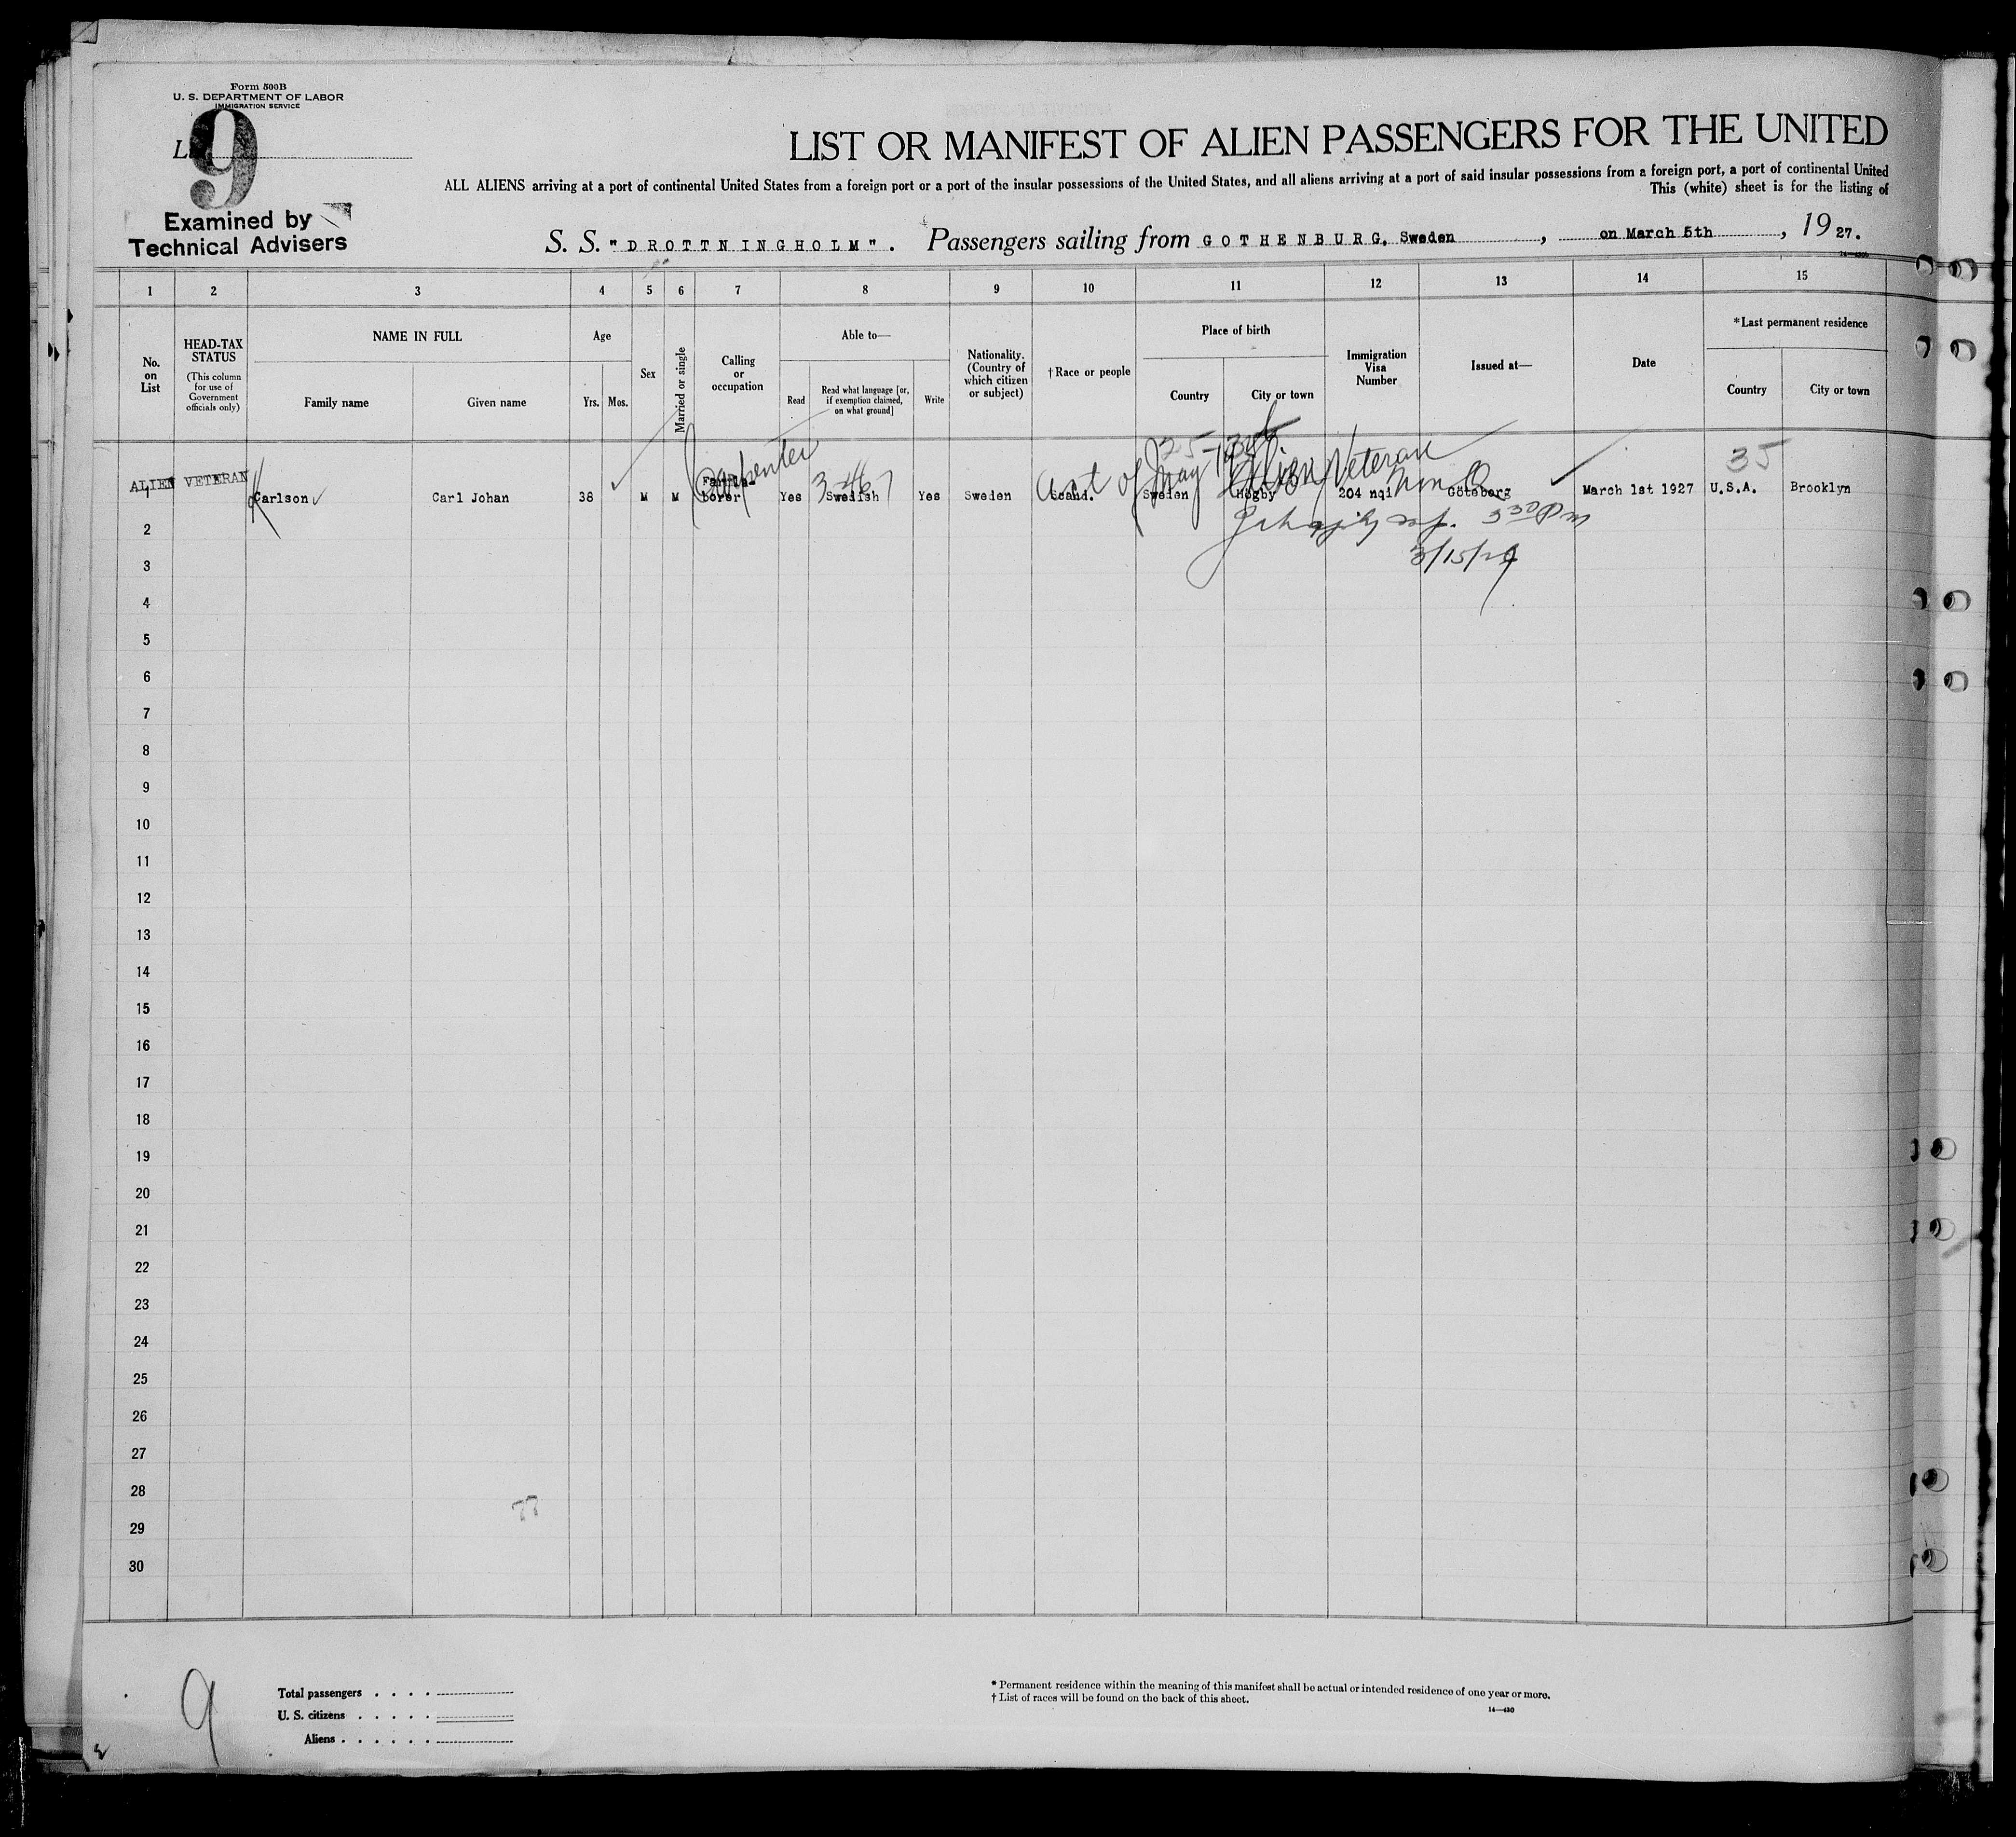 Form 500B
U. S. DEPARTMENT OF LABOR
IMMIGRATION SERVICE
9
LIST OR MANIFEST OF ALIEN PASSENGERS FOR THE UNITED
ALL ALIENS arriving at a port of continental United States from a foreign port or a port of the insular possessions of the United States, and all aliens arriving at a port of said insular possessions from a foreign port, a port of continental United
This (white) sheet is for the listing of
Examined by
Technical Advisers
S. S. "DROTTNINGHOLM". Passengers sailing from GOTHENBURG, Sweden, on March 5th, 1927.
1 2 3 4 5 6 7 8 9 10 11 12 13 14 15
No. on List
HEAD-TAX STATUS
(This column for use of Government officials only)
NAME IN FULL
Family name
Given name
Age
Yrs. Mos.
Sex
Married or single
Calling or occupation
Able to—
Read
Read what language [or, if exemption claimed, on what ground]
Write
Nationality. (Country of which citizen or subject)
†Race or people
Place of birth
Country
City or town
Immigration Visa Number
Issued at—
Date
*Last permanent residence
Country
City or town
Carpenter
Alien Veteran
35
ALIEN VETERAN
1 Carlson Carl Johan 38 M M Yes Swedish Yes Sweden Scand. Sweden Högby 204 nqi Göteborg March 1st 1927 U.S.A. Brooklyn
Act of May
Non Q
5 30 Pm
2
3
4
5
6
7
8
9
10
11
12
13
14
15
16
17
18
19
20
21
22
23
24
25
26
27
28
29
30
77
9
Total passengers
U. S. citizens
Aliens
* Permanent residence within the meaning of this manifest shall be actual or intended residence of one year or more.
† List of races will be found on the back of this sheet.
14—430